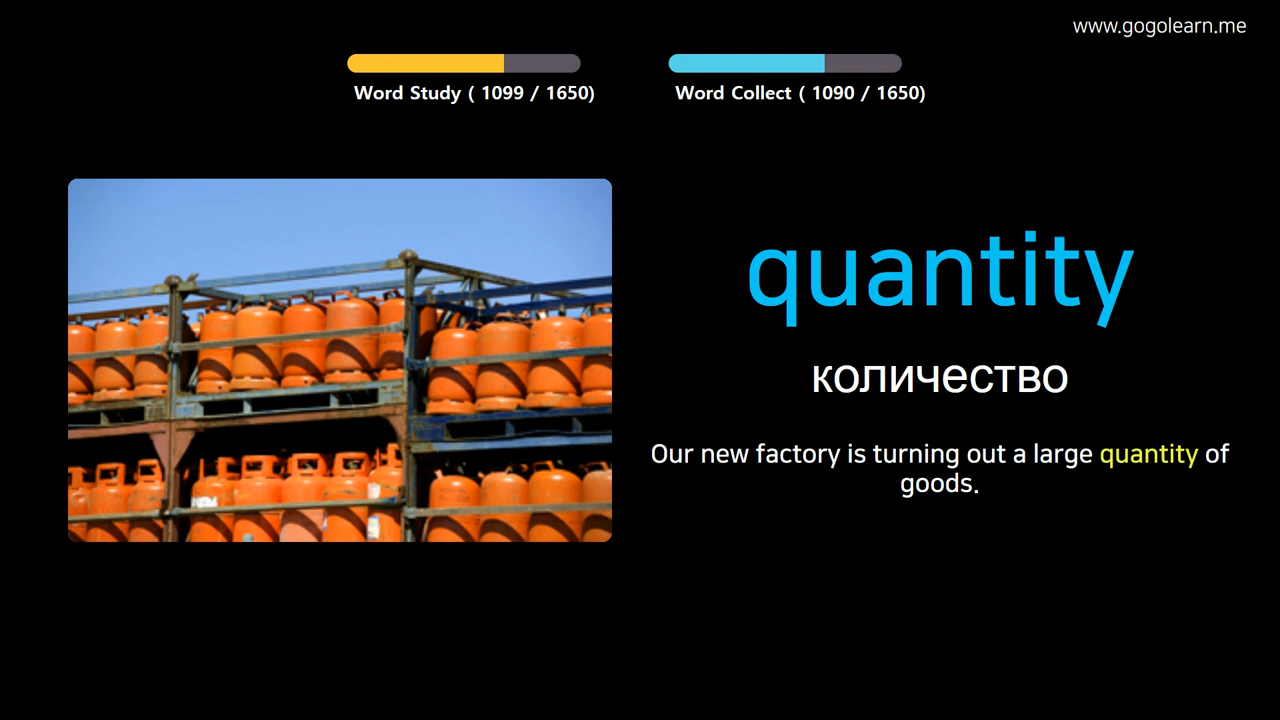 www.gogolearn.me
Word Study ( 1099 / 1650)
Word Collect ( 1090 / 1650)
quantity
количество
Our new factory is turning out a large quantity of
goods.